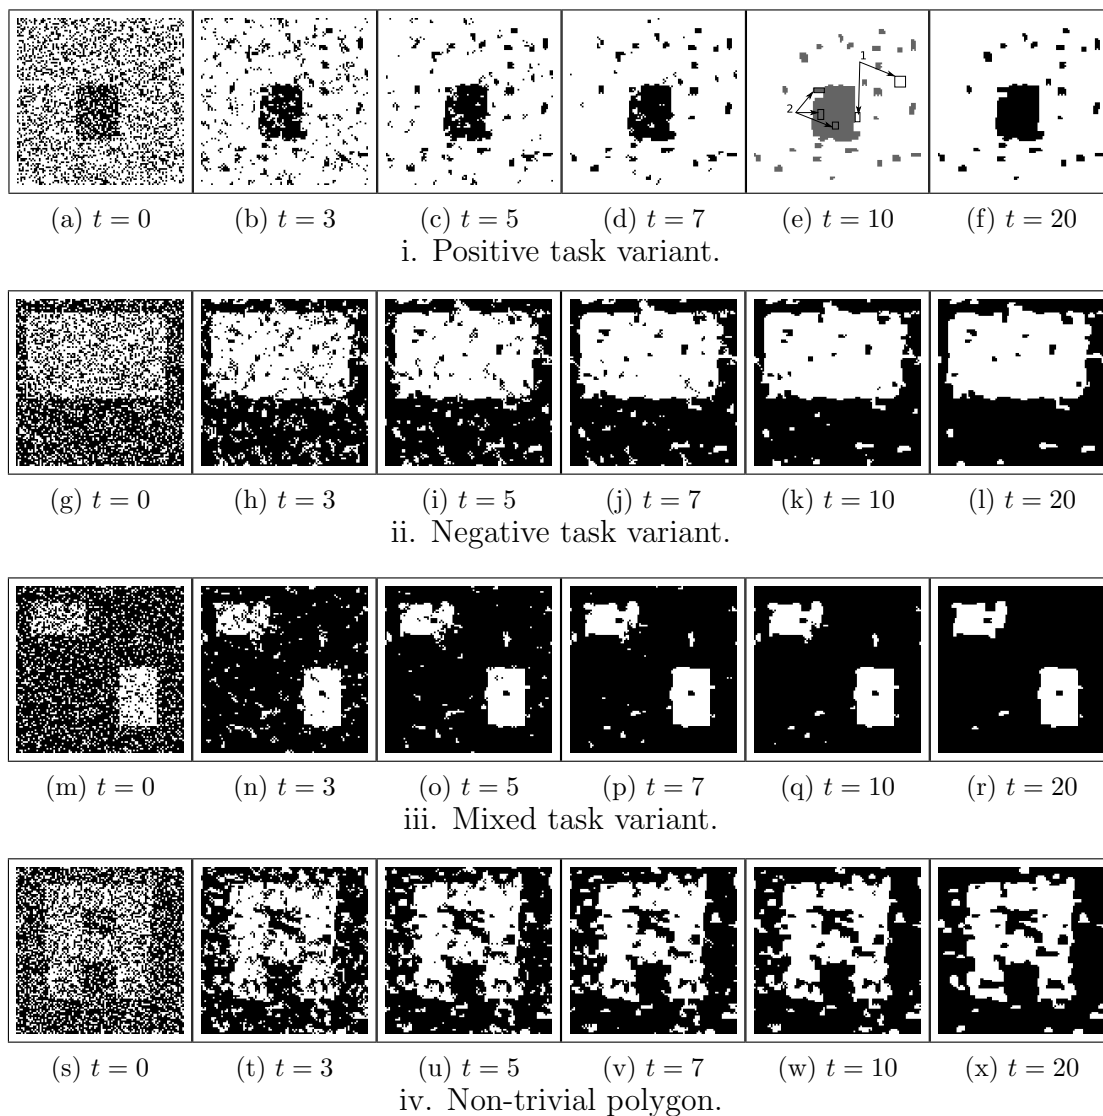 1
2
(a) t = 0 (b) t = 3 (c) t = 5 (d) t = 7 (e) t = 10 (f) t = 20
i. Positive task variant.
(g) t = 0 (h) t = 3 (i) t = 5 (j) t = 7 (k) t = 10 (l) t = 20
ii. Negative task variant.
(m) t = 0 (n) t = 3 (o) t = 5 (p) t = 7 (q) t = 10 (r) t = 20
iii. Mixed task variant.
(s) t = 0 (t) t = 3 (u) t = 5 (v) t = 7 (w) t = 10 (x) t = 20
iv. Non-trivial polygon.